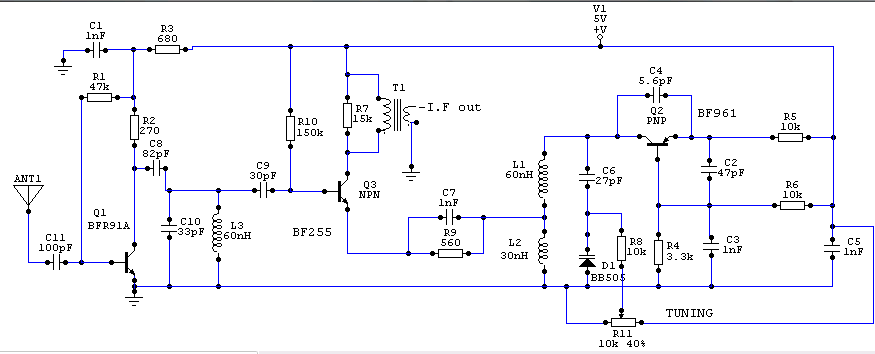 V1
5V
+V
C1
1nF
R3
680
R1
47k
C4
5.6pF
T1
I.F out
Q2
PNP
BF961
R5
10k
R7
15k
R10
150k
R2
270
C8
82pF
C9
30pF
L1
60nH
C6
27pF
C2
47pF
R6
10k
ANT1
Q3
NPN
Q1
BFR91A
C7
1nF
C10
33pF
L3
60nH
BF255
R9
560
L2
30nH
R8
10k
R4
3.3k
C3
1nF
C5
1nF
C11
100pF
D1
BB505
TUNING
R11
10k 40%